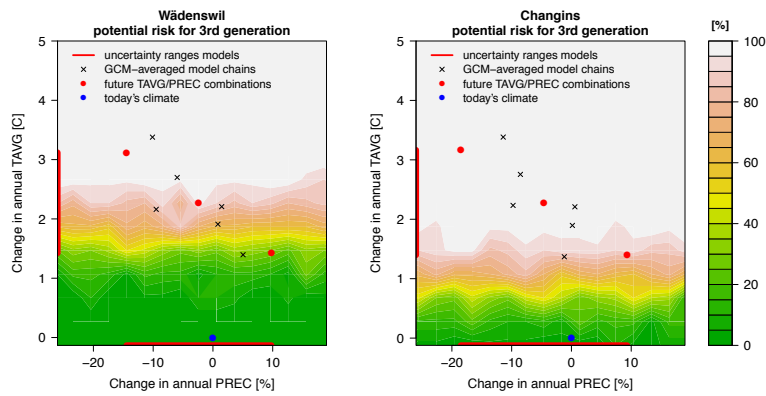 Wädenswil
potential risk for 3rd generation
uncertainty ranges models
GCM−averaged model chains
future TAVG/PREC combinations
today's climate
5
4
3
2
1
0
Change in annual TAVG [C]
−20 −10 0 10
Change in annual PREC [%]
Changins
potential risk for 3rd generation
uncertainty ranges models
GCM−averaged model chains
future TAVG/PREC combinations
today's climate
5
4
3
2
1
0
Change in annual TAVG [C]
−20 −10 0 10
Change in annual PREC [%]
[%]
100
80
60
40
20
0